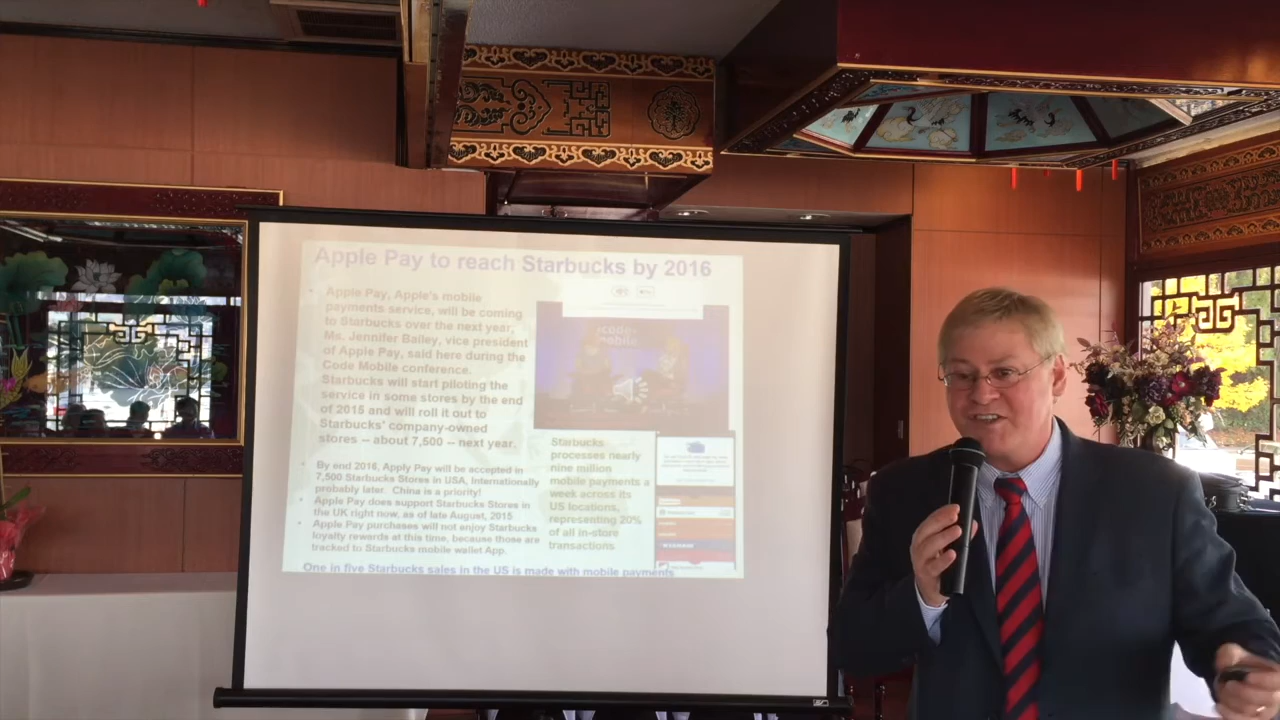 Apple Pay to reach Starbucks by 2016
• Apple Pay, Apple's mobile
payments service, will be coming
to Starbucks over the next year,
Ms. Jennifer Bailey, vice president
of Apple Pay, said here during the
Code Mobile conference.
Starbucks will start piloting the
service in some stores by the end
of 2015 and will roll it out to
Starbucks' company-owned
stores -- about 7,500 -- next year.
• By end 2016, Apply Pay will be accepted in
7,500 Starbucks Stores in USA, Internationally
probably later. China is a priority!
• Apple Pay does support Starbucks Stores in
the UK right now, as of late August, 2015
• Apple Pay purchases will not enjoy Starbucks
loyalty rewards at this time, because those are
tracked to Starbucks mobile wallet App.
code
mobile
Starbucks
processes nearly
nine million
mobile payments a
week across its
US locations,
representing 20%
of all in-store
transactions
One in five Starbucks sales in the US is made with mobile payments